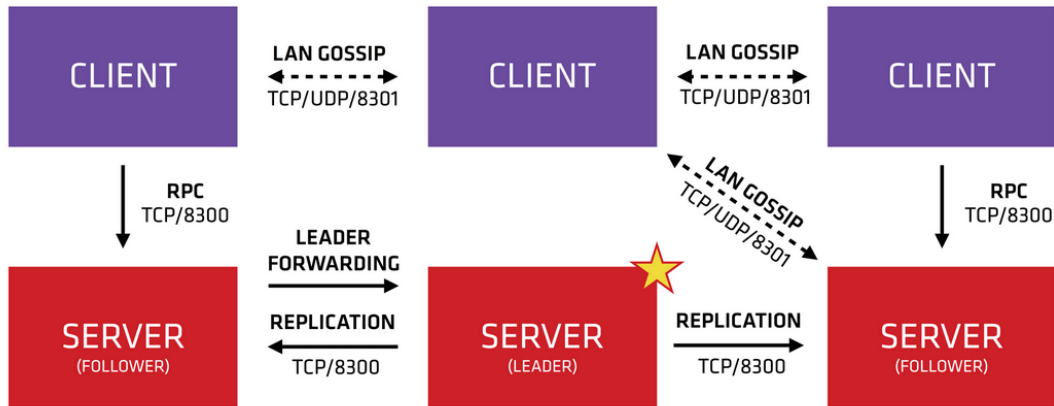 CLIENT
LAN GOSSIP
TCP/UDP/8301
CLIENT
LAN GOSSIP
TCP/UDP/8301
CLIENT
RPC
TCP/8300
LAN GOSSIP
TCP/UDP/8301
RPC
TCP/8300
LEADER
FORWARDING
SERVER
(FOLLOWER)
REPLICATION
TCP/8300
SERVER
(LEADER)
REPLICATION
TCP/8300
SERVER
(FOLLOWER)